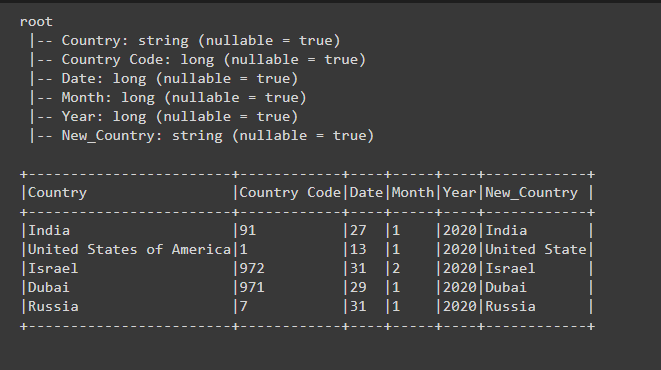 root
 |-- Country: string (nullable = true)
 |-- Country Code: long (nullable = true)
 |-- Date: long (nullable = true)
 |-- Month: long (nullable = true)
 |-- Year: long (nullable = true)
 |-- New_Country: string (nullable = true)

+------------------------+------------+----+-----+----+------------+
|Country                 |Country Code|Date|Month|Year|New_Country |
+------------------------+------------+----+-----+----+------------+
|India                   |91          |27  |1    |2020|India       |
|United States of America|1           |13  |1    |2020|United State|
|Israel                  |972         |31  |2    |2020|Israel      |
|Dubai                   |971         |29  |1    |2020|Dubai       |
|Russia                  |7           |31  |1    |2020|Russia      |
+------------------------+------------+----+-----+----+------------+